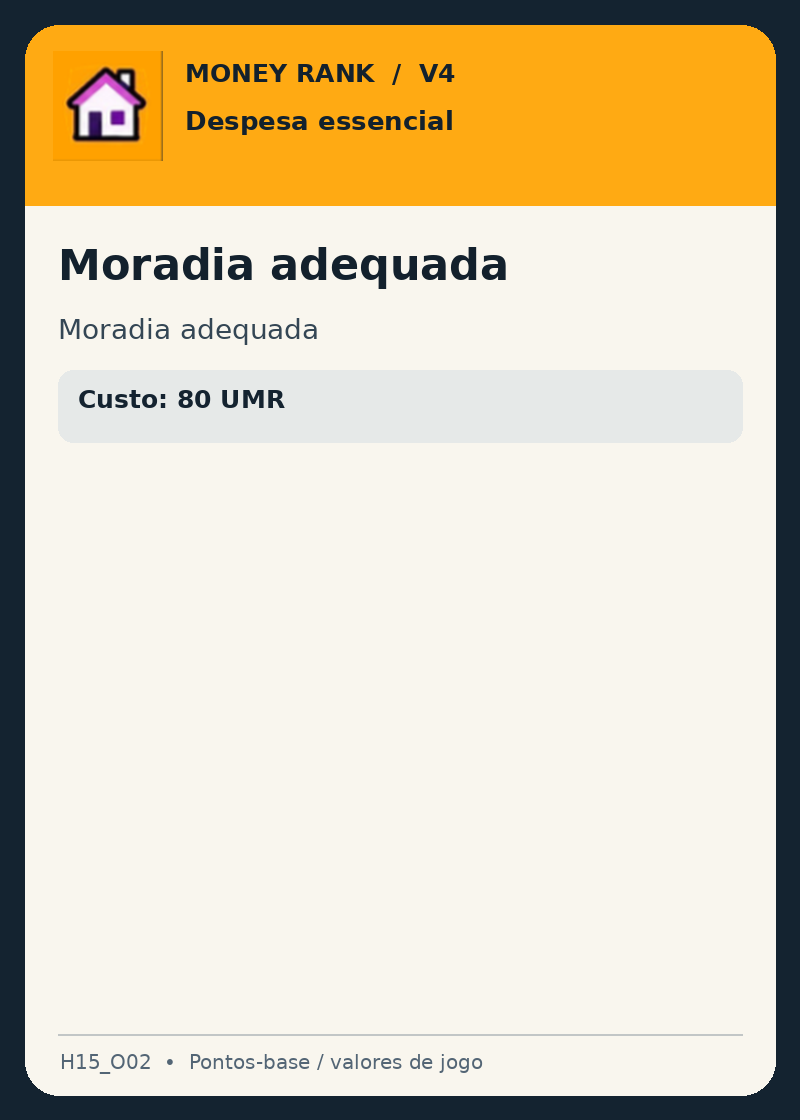 MONEY RANK / V4
Despesa essencial
Moradia adequada
Moradia adequada
Custo: 80 UMR
H15_O02 • Pontos-base / valores de jogo